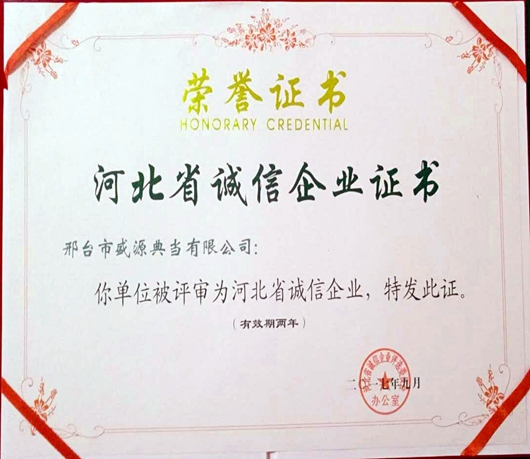 荣誉证书
HONORARY CREDENTIAL
河北省诚信企业证书
邢台市盛源典当有限公司：
你单位被评审为河北省诚信企业，特发此证。
（有效期两年）
二〇一七年九月
办公室